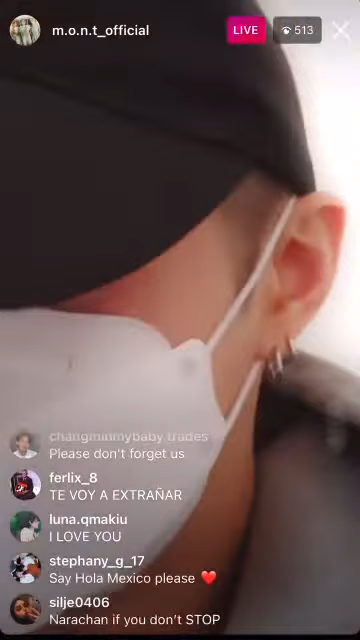 m.o.n.t_official
LIVE
513
changminmybaby trades
Please don't forget us
ferlix_8
TE VOY A EXTRAÑAR
luna.qmakiu
I LOVE YOU
stephany_g_17
Say Hola Mexico please ❤️
silje0406
Narachan if you don't STOP